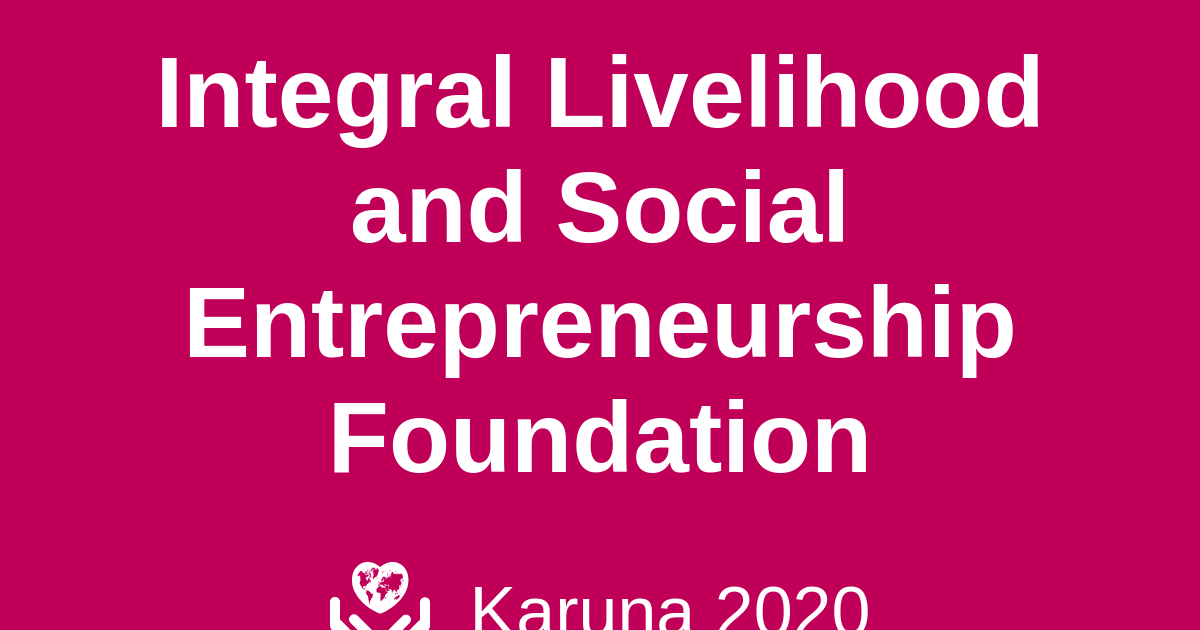 Integral Livelihood
and Social
Entrepreneurship
Foundation
Karuna 2020